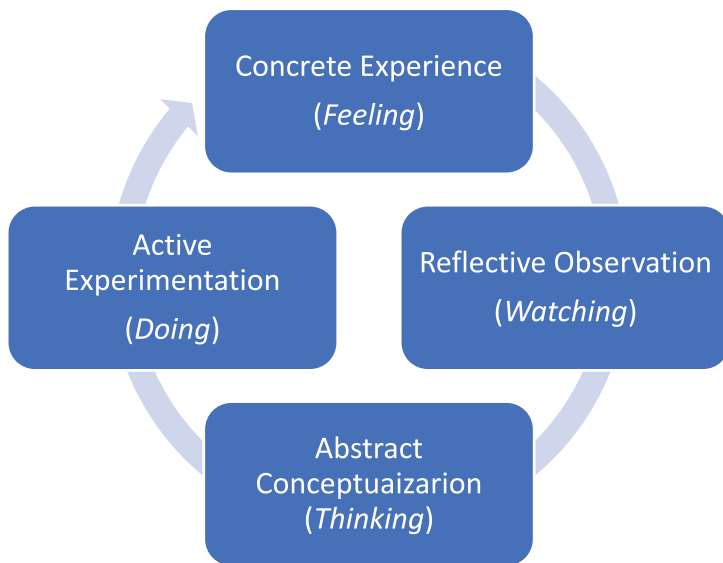 Concrete Experience
(Feeling)
Reflective Observation
(Watching)
Abstract
Conceptuaizarion
(Thinking)
Active
Experimentation
(Doing)